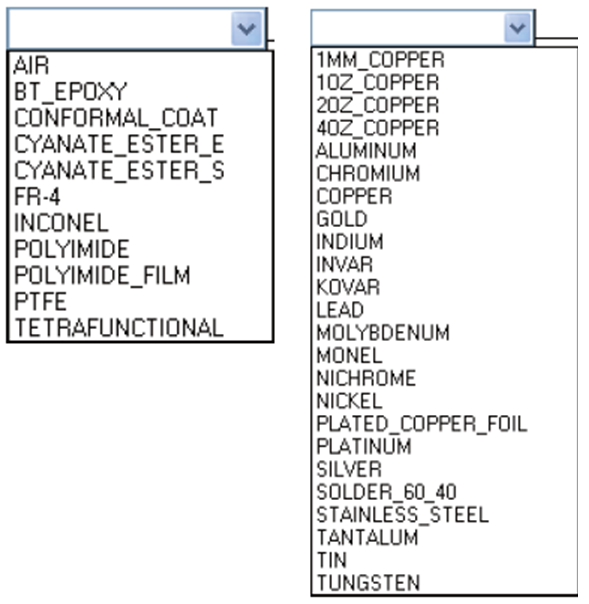 AIR
BT_EPOXY
CONFORMAL_COAT
CYANATE_ESTER_E
CYANATE_ESTER_S
FR-4
INCONEL
POLYIMIDE
POLYIMIDE_FILM
PTFE
TETRAFUNCTIONAL
1MM_COPPER
1OZ_COPPER
2OZ_COPPER
4OZ_COPPER
ALUMINUM
CHROMIUM
COPPER
GOLD
INDIUM
INVAR
KOVAR
LEAD
MOLYBDENUM
MONEL
NICHROME
NICKEL
PLATED_COPPER_FOIL
PLATINUM
SILVER
SOLDER_60_40
STAINLESS_STEEL
TANTALUM
TIN
TUNGSTEN